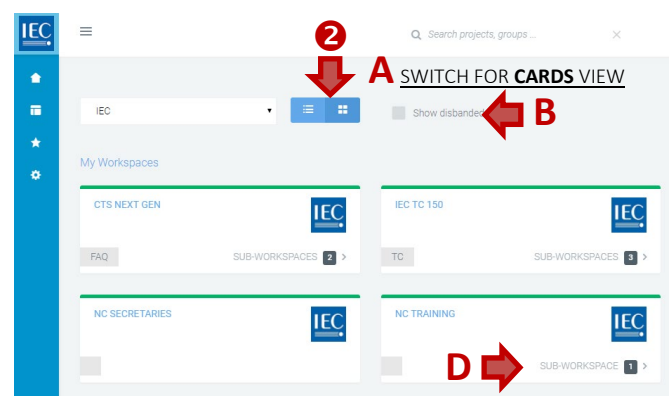 IEC
2
Search projects, groups ...
A SWITCH FOR CARDS VIEW
IEC
Show disbanded
B
My Workspaces
CTS NEXT GEN
IEC
FAQ
SUB-WORKSPACES 2 >
IEC TC 150
IEC
TC
SUB-WORKSPACES 3 >
NC SECRETARIES
IEC
NC TRAINING
IEC
D
SUB-WORKSPACE 1 >